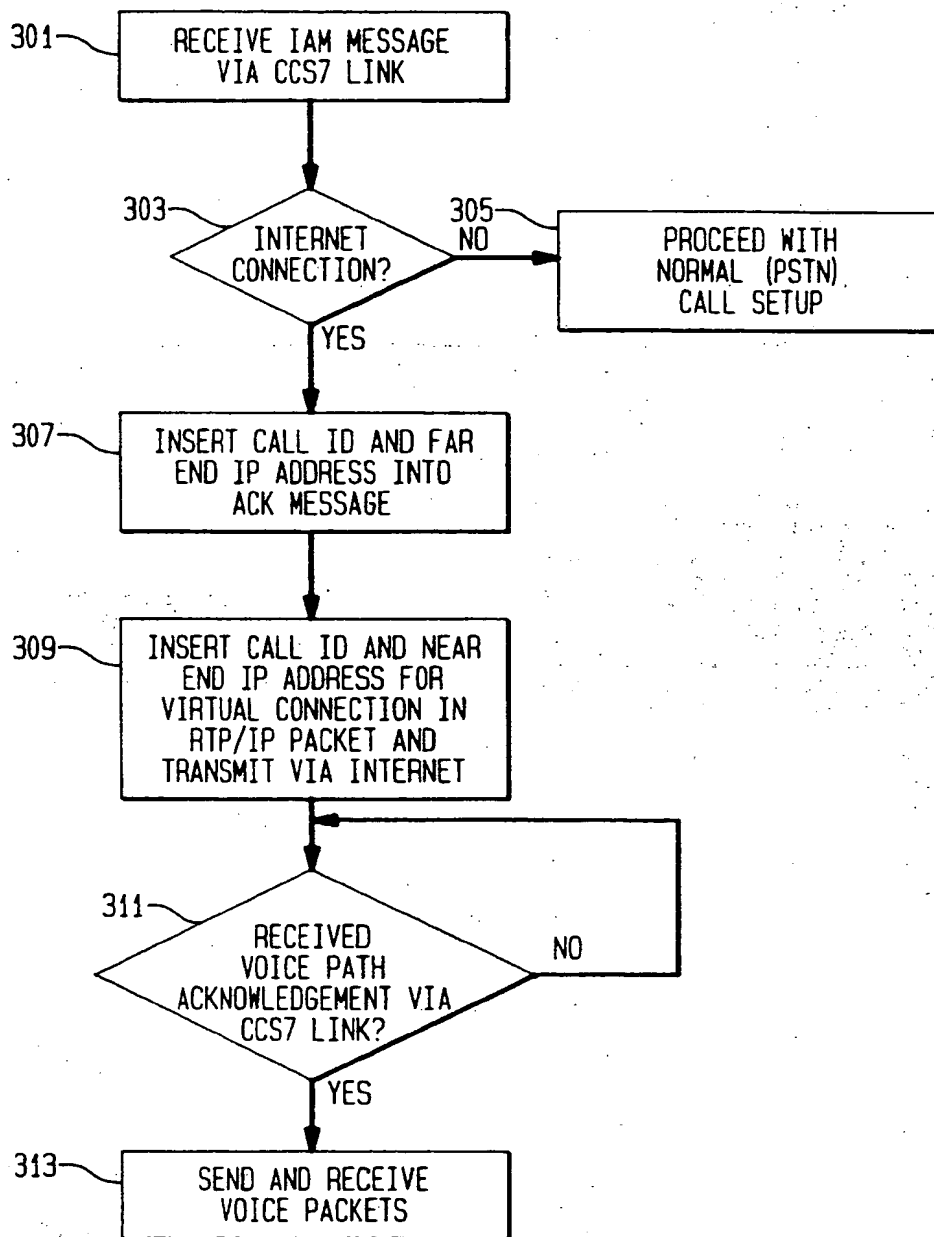 301
RECEIVE IAM MESSAGE
VIA CCS7 LINK
303
INTERNET
CONNECTION?
NO
305
PROCEED WITH
NORMAL (PSTN)
CALL SETUP
YES
307
INSERT CALL ID AND FAR
END IP ADDRESS INTO
ACK MESSAGE
309
INSERT CALL ID AND NEAR
END IP ADDRESS FOR
VIRTUAL CONNECTION IN
RTP/IP PACKET AND
TRANSMIT VIA INTERNET
311
RECEIVED
VOICE PATH
ACKNOWLEDGEMENT VIA
CCS7 LINK?
NO
YES
313
SEND AND RECEIVE
VOICE PACKETS